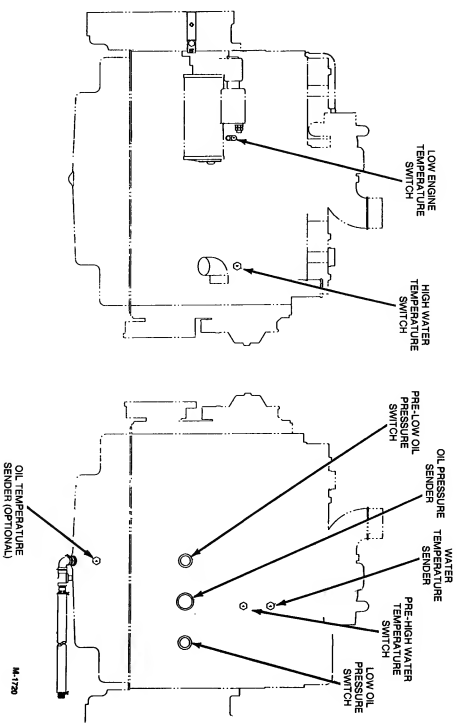 LOW ENGINE
TEMPERATURE
SWITCH
HIGH WATER
TEMPERATURE
SWITCH
PRE-LOW OIL
PRESSURE
SWITCH
OIL PRESSURE
SENDER
WATER
TEMPERATURE
SENDER
PRE-HIGH WATER
TEMPERATURE
SWITCH
LOW OIL
PRESSURE
SWITCH
OIL TEMPERATURE
SENDER (OPTIONAL)
M-1720